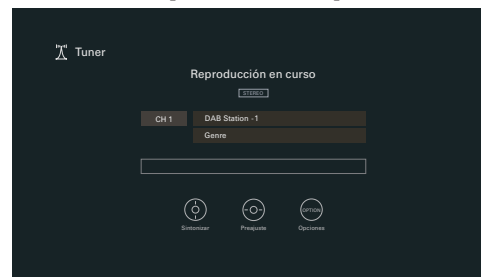 Tuner
Reproducción en curso
STEREO
CH 1
DAB Station -1
Genre
OPTION
Sintonizar
Preajuste
Opciones